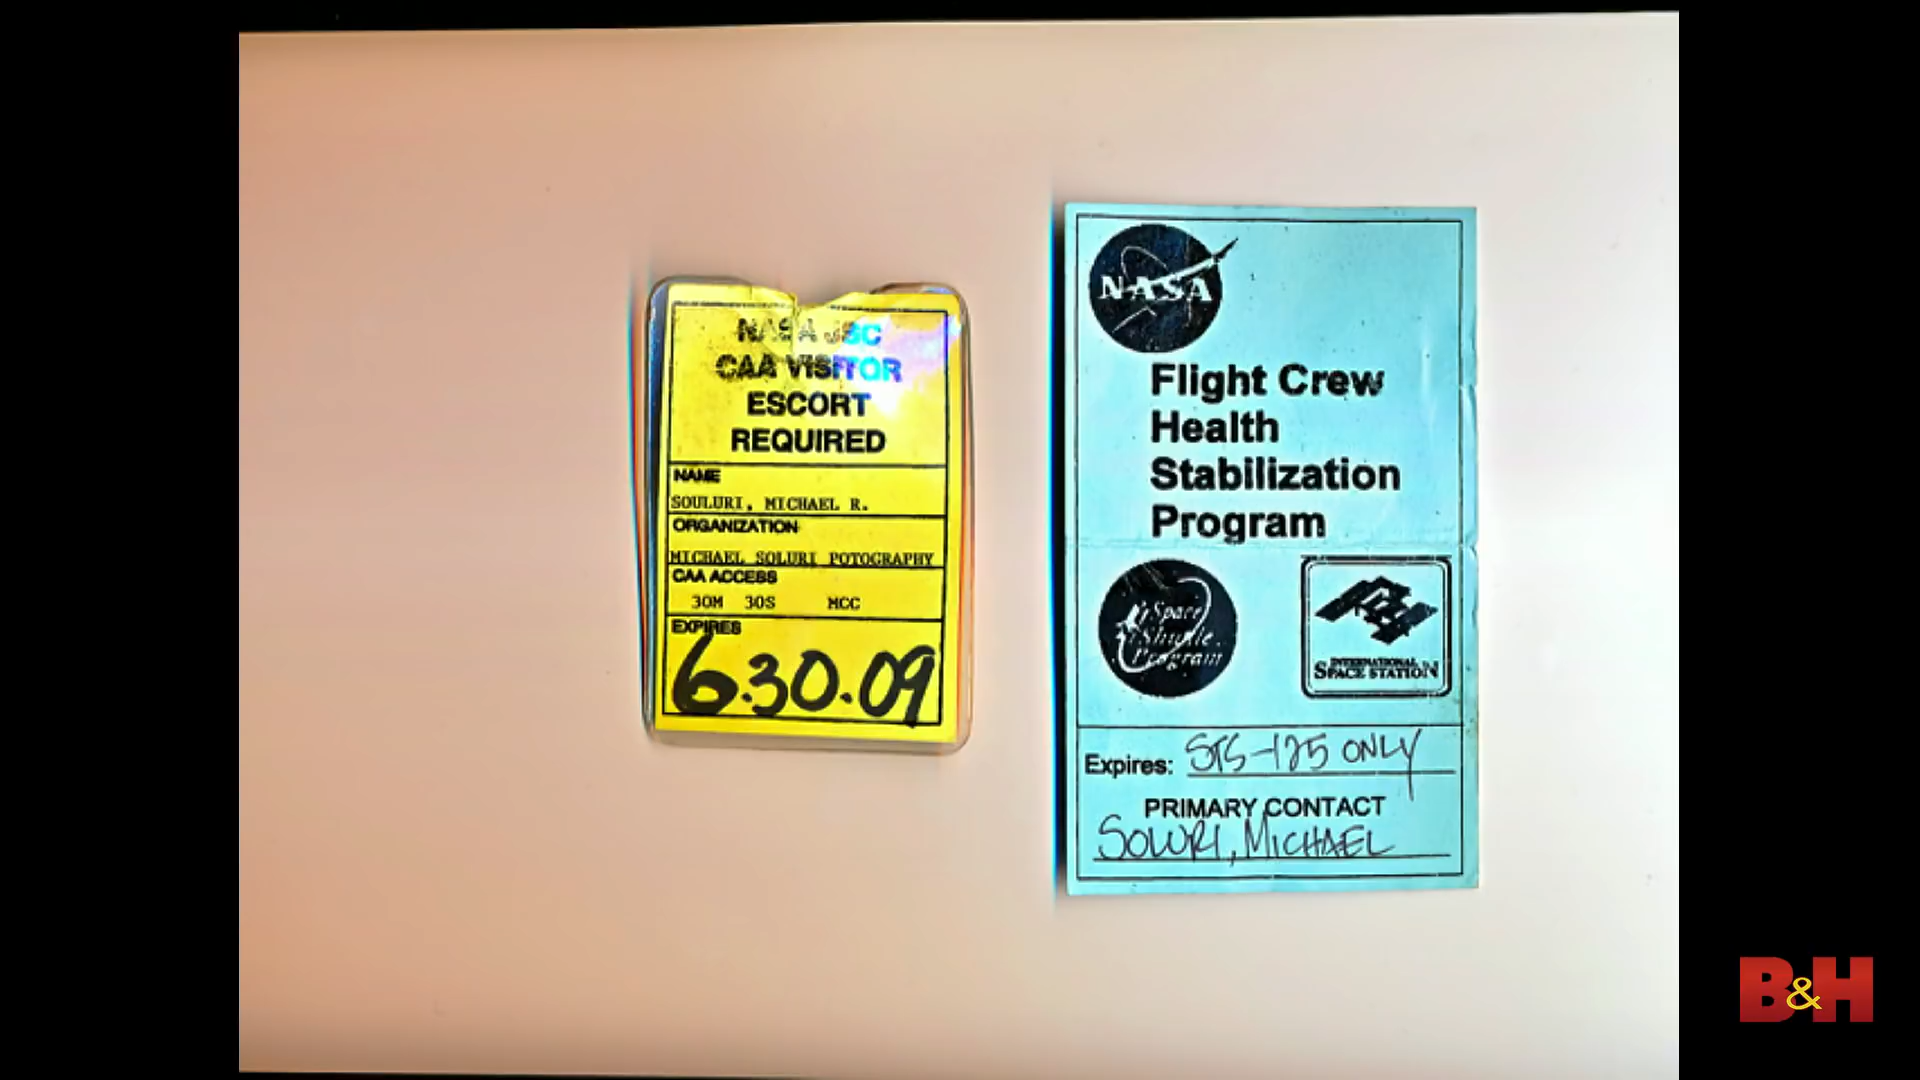 NASA JSC
CAA VISITOR
ESCORT
REQUIRED
NAME
SOULURI, MICHAEL R.
ORGANIZATION
MICHAEL SOLURI POTOGRAPHY
CAA ACCESS
30M 30S MCC
EXPIRES
6.30.09
NASA
Flight Crew
Health
Stabilization
Program
Space
Shuttle
Program
INTERNATIONAL
SPACE STATION
Expires: STS-125 ONLY
PRIMARY CONTACT
SOLURI, MICHAEL
B&H